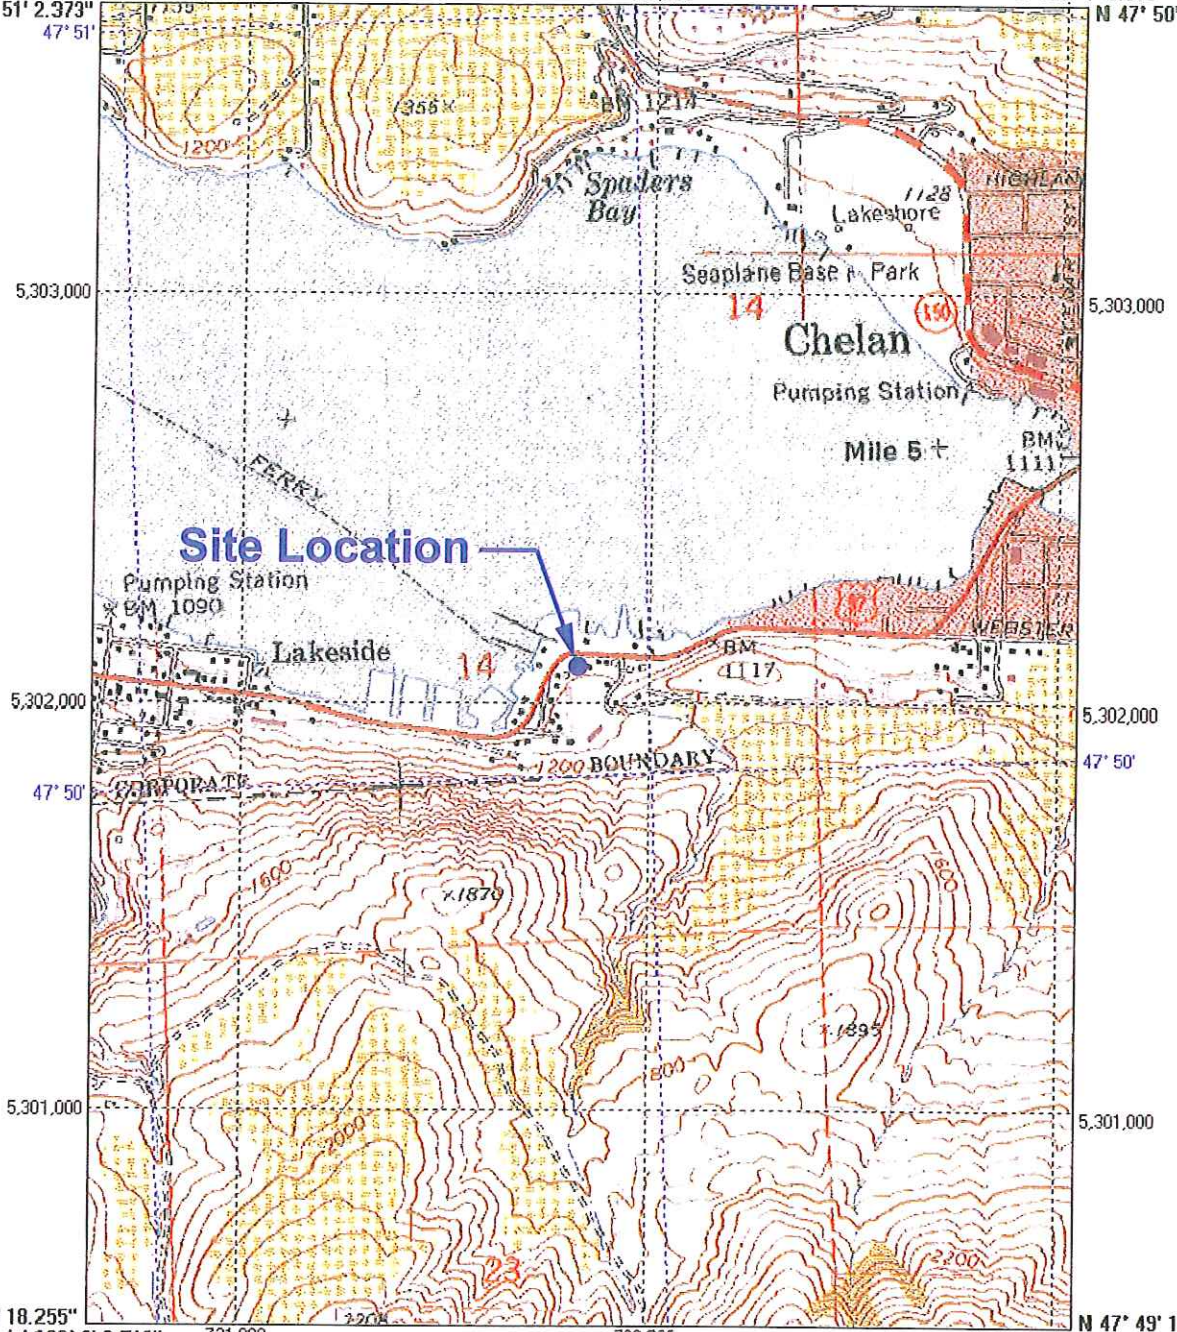 51' 2.373"
N 47° 50'
47° 51'
1355×
BM 1214
1200
Spaders
Bay
HIGHLAN
1128
Lakeshore
Seaplane Base Park
5,303,000
14
150
5,303,000
Chelan
Pumping Station
Mile 5 +
BM
1111
FERRY
Site Location
Pumping Station
×BM 1090
97
WEBSTER
Lakeside
14
BM
1117
5,302,000
5,302,000
1200 BOUNDARY
47° 50'
CORPORATE
47° 50'
1600
×1870
1600
×1895
800
5,301,000
5,301,000
2000
23
2200
18.255"
N 47° 49' 1